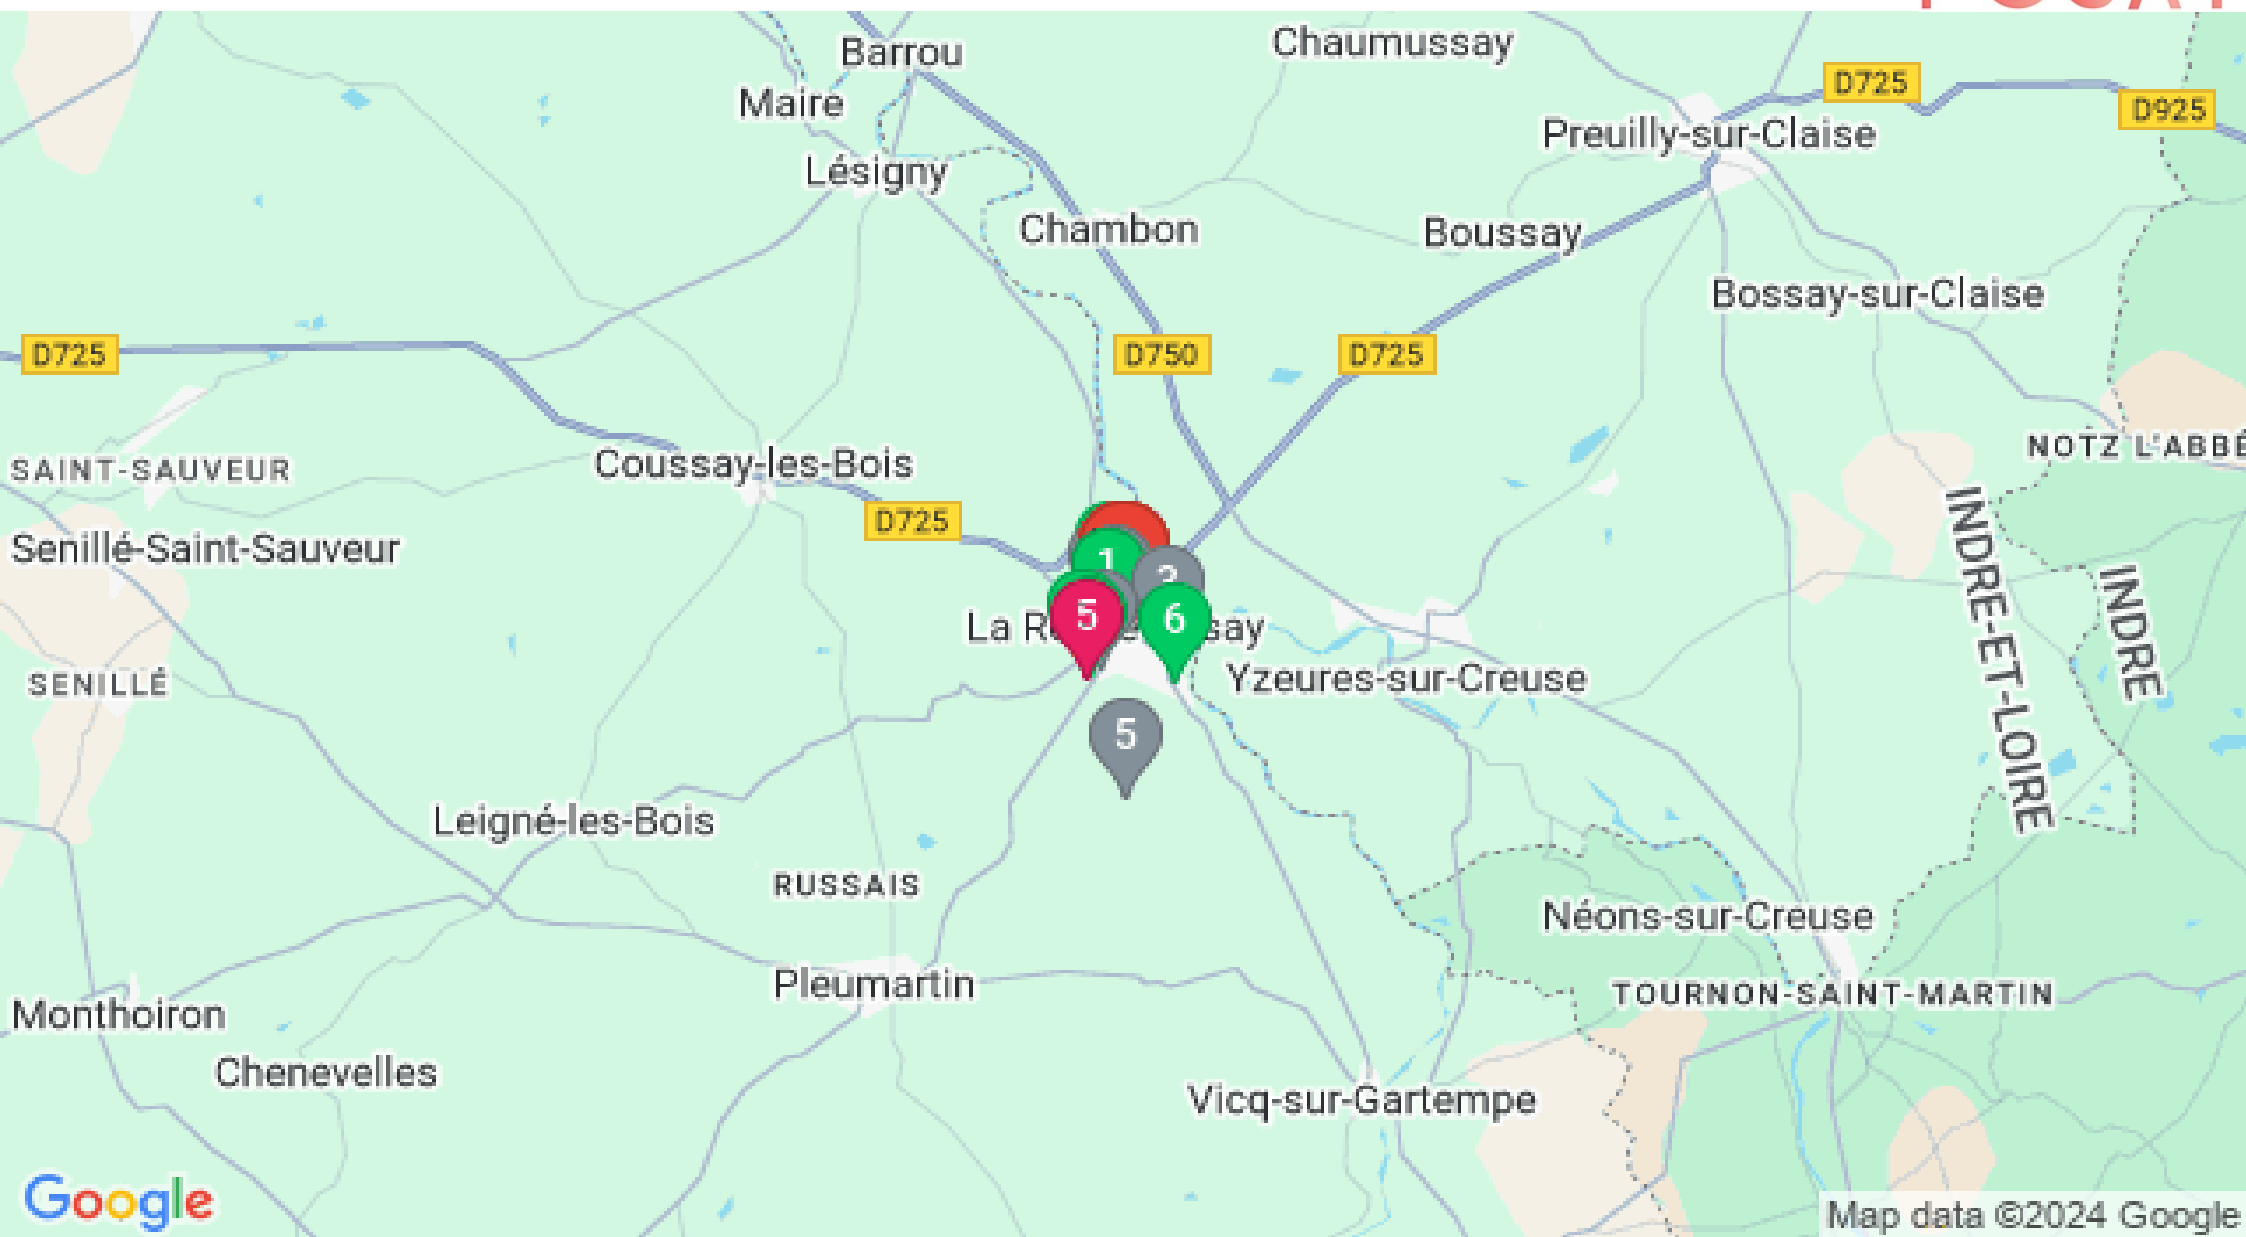 Barrou
Chaumussay
D725
D925
Maire
Preuilly-sur-Claise
Lésigny
Chambon
Boussay
Bossay-sur-Claise
D725
D750
D725
SAINT-SAUVEUR
Coussay-les-Bois
NOTZ L'ABBÉ
D725
Senillé-Saint-Sauveur
INDRE-ET-LOIRE
INDRE
1
5
6
La R
say
SENILLÉ
Yzeures-sur-Creuse
5
Leigné-les-Bois
RUSSAIS
Néons-sur-Creuse
Pleumartin
TOURNON-SAINT-MARTIN
Monthoiron
Chenevelles
Vicq-sur-Gartempe
Google
Map data ©2024 Google